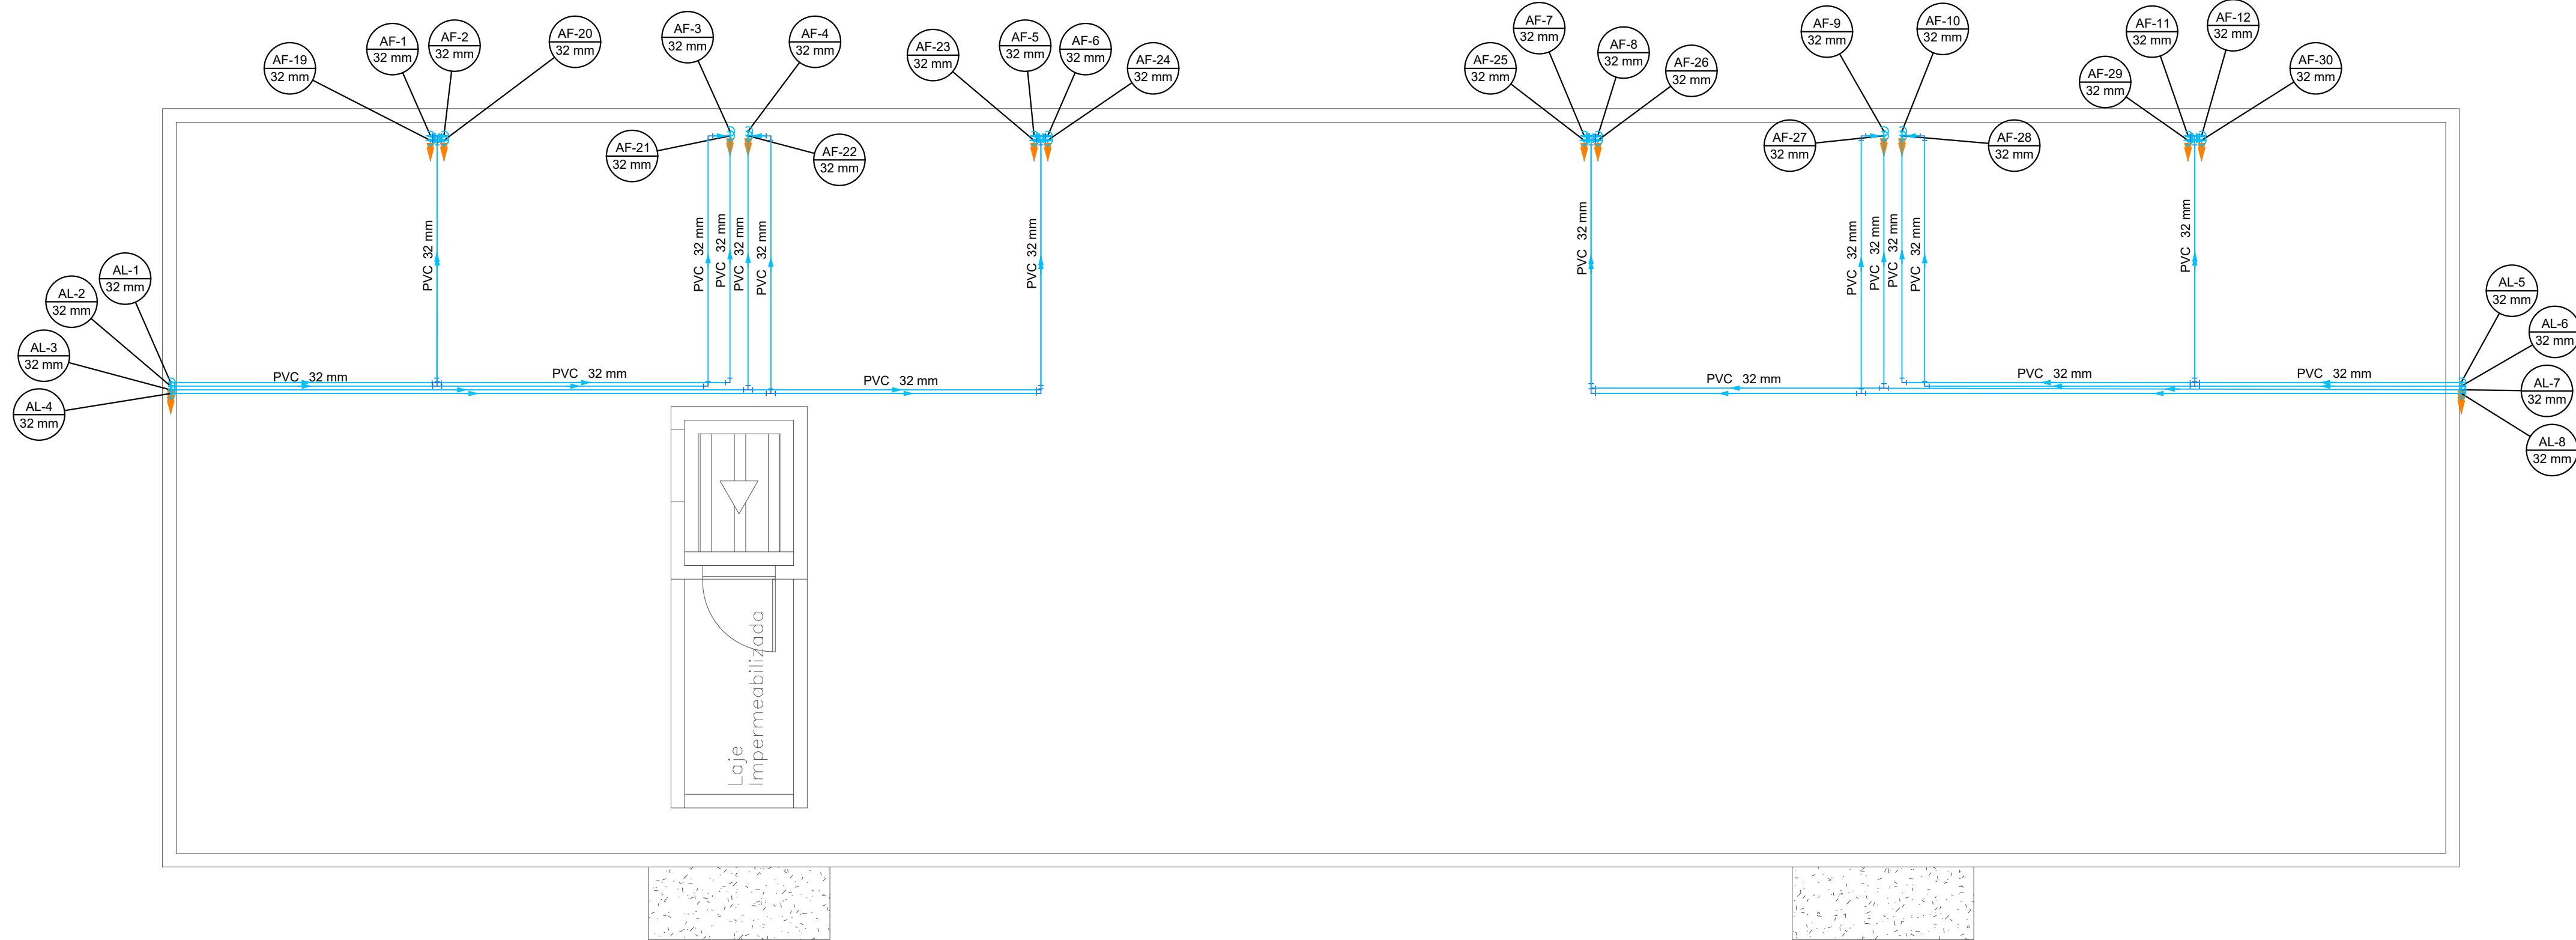 AF-19
32 mm
AF-1
32 mm
AF-2
32 mm
AF-20
32 mm
AF-3
32 mm
AF-4
32 mm
AF-23
32 mm
AF-5
32 mm
AF-6
32 mm
AF-24
32 mm
AF-7
32 mm
AF-25
32 mm
AF-8
32 mm
AF-26
32 mm
AF-9
32 mm
AF-10
32 mm
AF-11
32 mm
AF-12
32 mm
AF-29
32 mm
AF-30
32 mm
AF-21
32 mm
AF-22
32 mm
AF-27
32 mm
AF-28
32 mm
PVC 32 mm
PVC 32 mm
PVC 32 mm
PVC 32 mm
PVC 32 mm
PVC 32 mm
PVC 32 mm
PVC 32 mm
PVC 32 mm
PVC 32 mm
PVC 32 mm
PVC 32 mm
AL-1
32 mm
AL-2
32 mm
AL-3
32 mm
AL-4
32 mm
PVC 32 mm
PVC 32 mm
PVC 32 mm
PVC 32 mm
PVC 32 mm
PVC 32 mm
AL-5
32 mm
AL-6
32 mm
AL-7
32 mm
AL-8
32 mm
Laje
Impermeabilizada